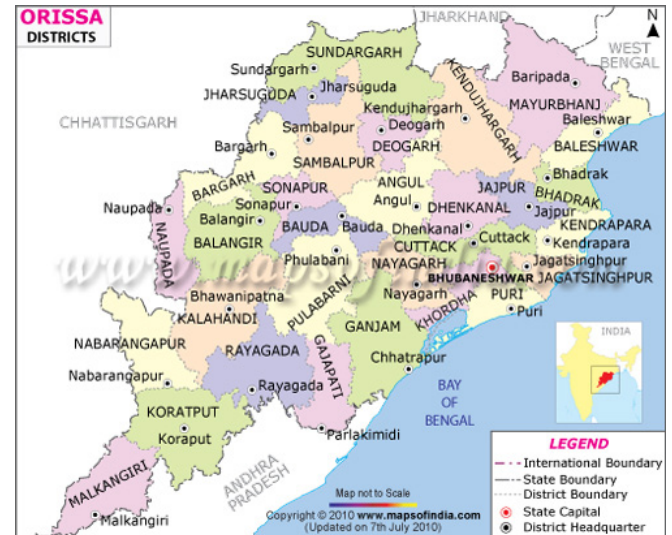 ORISSA
DISTRICTS
JHARKHAND
N
WEST
BENGAL
CHHATTISGARH
SUNDARGARH
Sundargarh
Jharsuguda
JHARSUGUDA
Kendujhargarh
KENDUJHARGARH
Baripada
MAYURBHANJ
Baleshwar
BALESHWAR
Sambalpur
Deogarh
DEOGARH
Bargarh
SAMBALPUR
BARGARH
ANGUL
Angul
JAJPUR
Bhadrak
BHADRAK
SONAPUR
Sonapur
DHENKANAL
Jajpur
Naupada
NAUPADA
Balangir
BALANGIR
BAUDA
Bauda
Dhenkanal
KENDRAPARA
Kendrapara
CUTTACK
Cuttack
Phulabani
NAYAGARH
Jagatsinghpur
BHUBANESHWAR
JAGATSINGHPUR
www.mapsofindia.com
Bhawanipatna
PULABARNI
Nayagarh
PURI
KHORDHA
Puri
KALAHANDI
GANJAM
NABARANGAPUR
RAYAGADA
GAJAPATI
Chhatrapur
Nabarangapur
Rayagada
BAY
OF
BENGAL
INDIA
KORATPUT
Koraput
Parlakimidi
MALKANGIRI
Malkangiri
ANDHRA
PRADESH
Map not to Scale
Copyright © 2010 www.mapsofindia.com
(Updated on 7th July 2010)
LEGEND
International Boundary
State Boundary
District Boundary
State Capital
District Headquarter